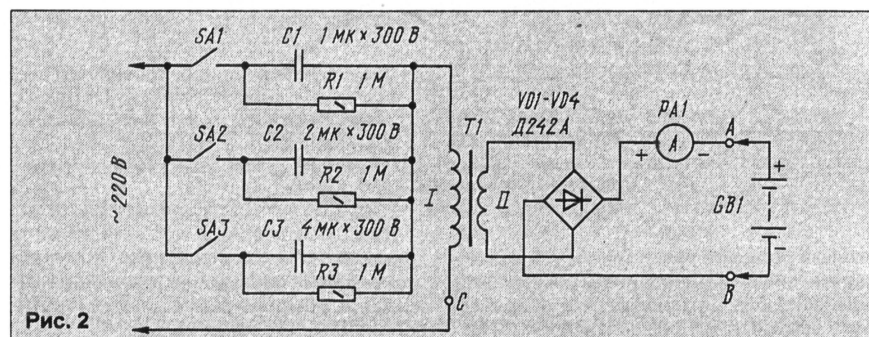 SA1
C1
1 мк × 300 В
R1
1 М
SA2
C2
2 мк × 300 В
R2
1 М
SA3
C3
4 мк × 300 В
R3
1 М
~ 220 В
I
T1
II
C
VD1-VD4
Д242А
PA1
+
A
-
A
+
GB1
-
B
Рис. 2